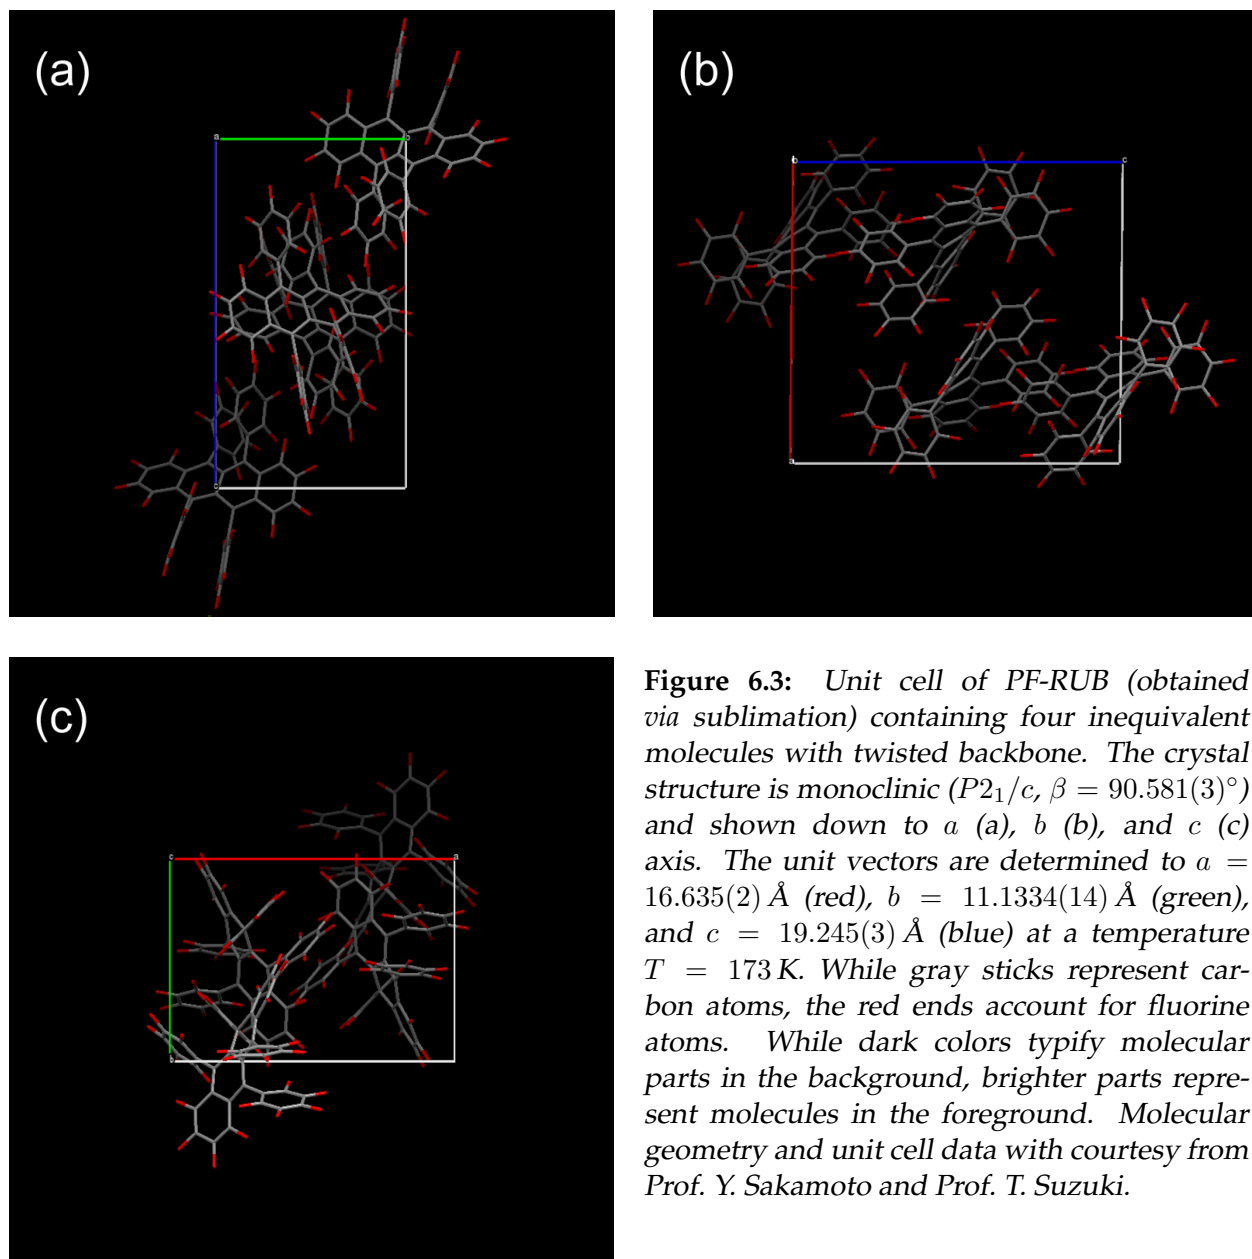 (a)
(b)
a
b
c
b
c
a
(c)
c
a
b
Figure 6.3: Unit cell of PF-RUB (obtained
via sublimation) containing four inequivalent
molecules with twisted backbone. The crystal
structure is monoclinic (P2₁/c, β = 90.581(3)°)
and shown down to a (a), b (b), and c (c)
axis. The unit vectors are determined to a =
16.635(2) Å (red), b = 11.1334(14) Å (green),
and c = 19.245(3) Å (blue) at a temperature
T = 173 K. While gray sticks represent car-
bon atoms, the red ends account for fluorine
atoms. While dark colors typify molecular
parts in the background, brighter parts repre-
sent molecules in the foreground. Molecular
geometry and unit cell data with courtesy from
Prof. Y. Sakamoto and Prof. T. Suzuki.